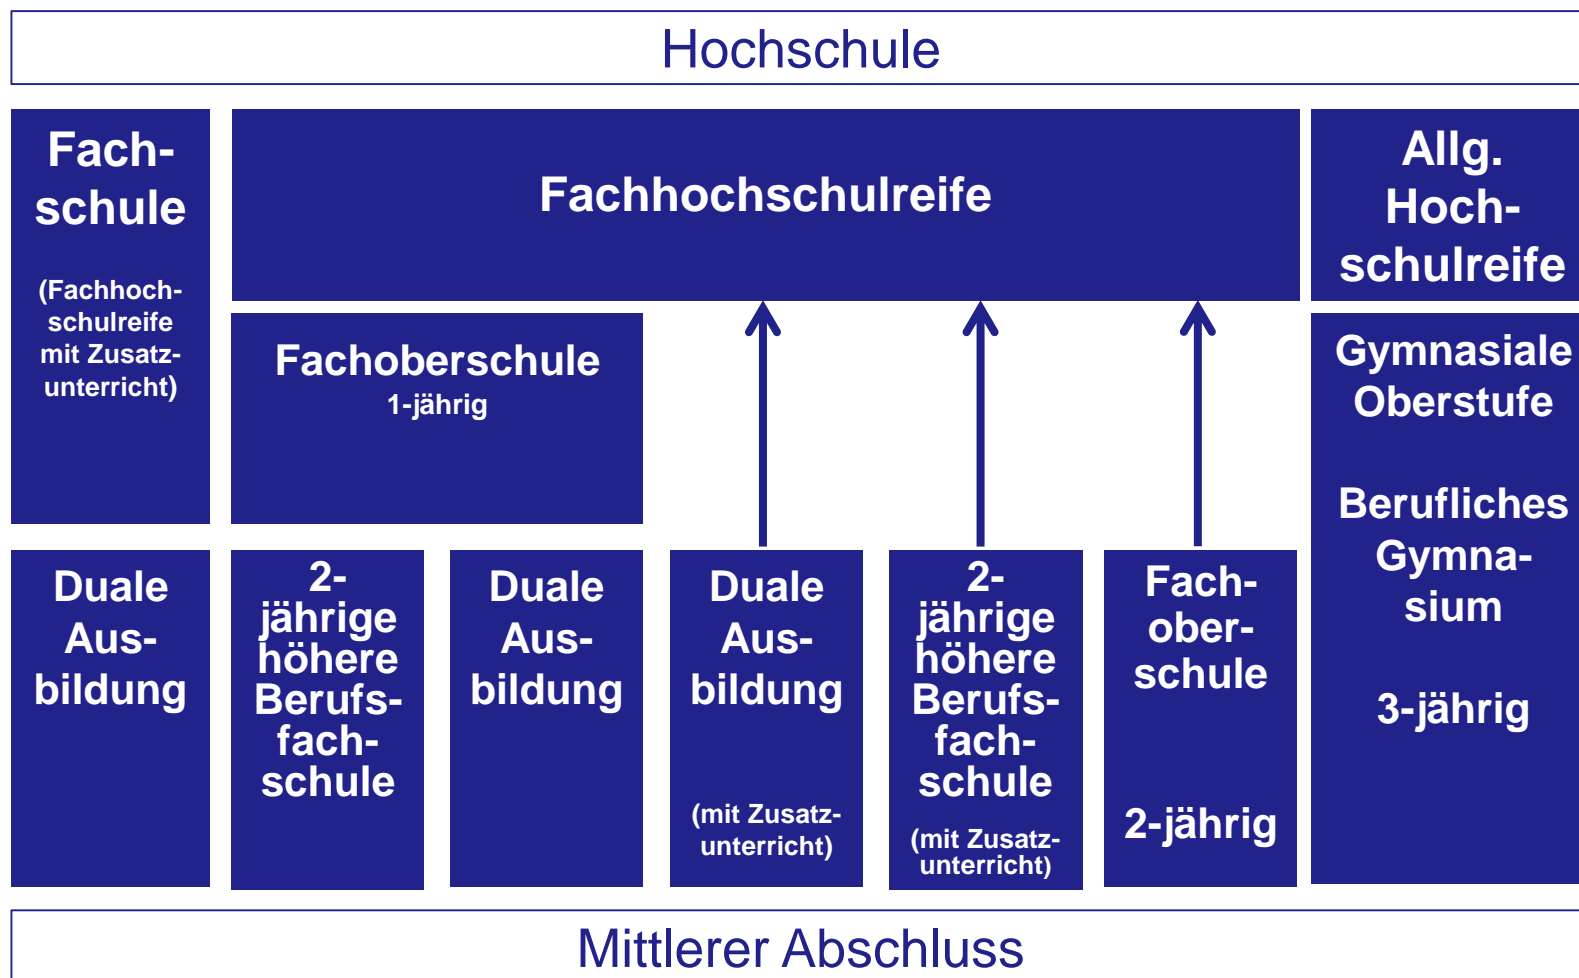 Hochschule
Fach-
schule
(Fachhoch-
schulreife
mit Zusatz-
unterricht)
Fachhochschulreife
Allg.
Hoch-
schulreife
Fachoberschule
1-jährig
Gymnasiale
Oberstufe
Berufliches
Gymna-
sium
3-jährig
Duale
Aus-
bildung
2-
jährige
höhere
Berufs-
fach-
schule
Duale
Aus-
bildung
Duale
Aus-
bildung
(mit Zusatz-
unterricht)
2-
jährige
höhere
Berufs-
fach-
schule
(mit Zusatz-
unterricht)
Fach-
ober-
schule
2-jährig
Mittlerer Abschluss